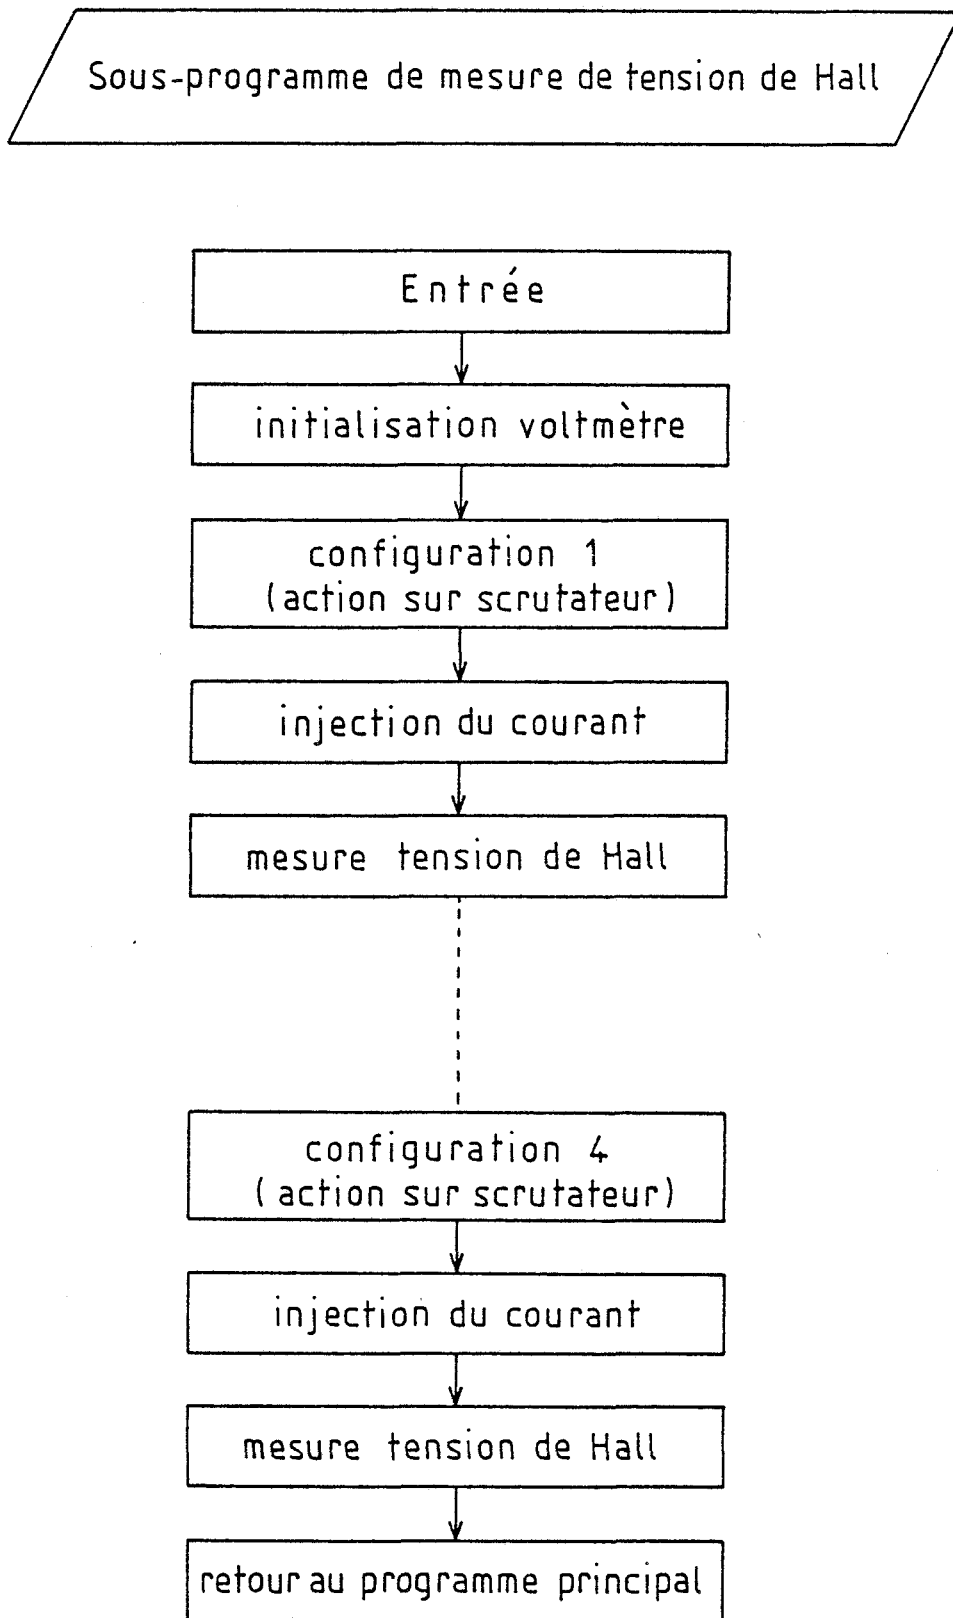 Sous-programme de mesure de tension de Hall
Entrée
initialisation voltmètre
configuration 1
(action sur scrutateur)
injection du courant
mesure tension de Hall
configuration 4
(action sur scrutateur)
injection du courant
mesure tension de Hall
retour au programme principal